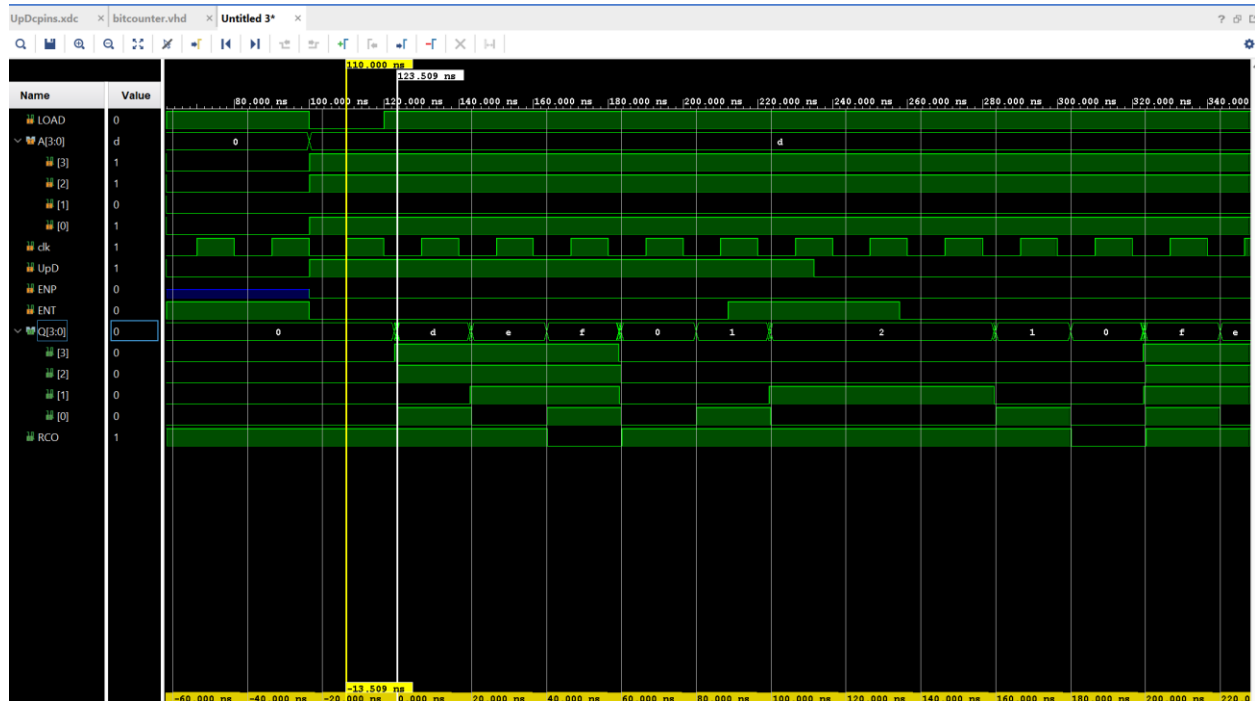 UpDcpins.xdc × bitcounter.vhd × Untitled 3* ×
110.000 ns
123.509 ns
Name Value
80.000 ns 100.000 ns 120.000 ns 140.000 ns 160.000 ns 180.000 ns 200.000 ns 220.000 ns 240.000 ns 260.000 ns 280.000 ns 300.000 ns 320.000 ns 340.000
LOAD 0
A[3:0] d 0 d
[3] 1
[2] 1
[1] 0
[0] 1
clk 1
UpD 1
ENP 0
ENT 0
Q[3:0] 0 0 d e f 0 1 2 1 0 f e
[3] 0
[2] 0
[1] 0
[0] 0
RCO 1
-13.509 ns
-60.000 ns -40.000 ns -20.000 ns 0.000 ns 20.000 ns 40.000 ns 60.000 ns 80.000 ns 100.000 ns 120.000 ns 140.000 ns 160.000 ns 180.000 ns 200.000 ns 220.0